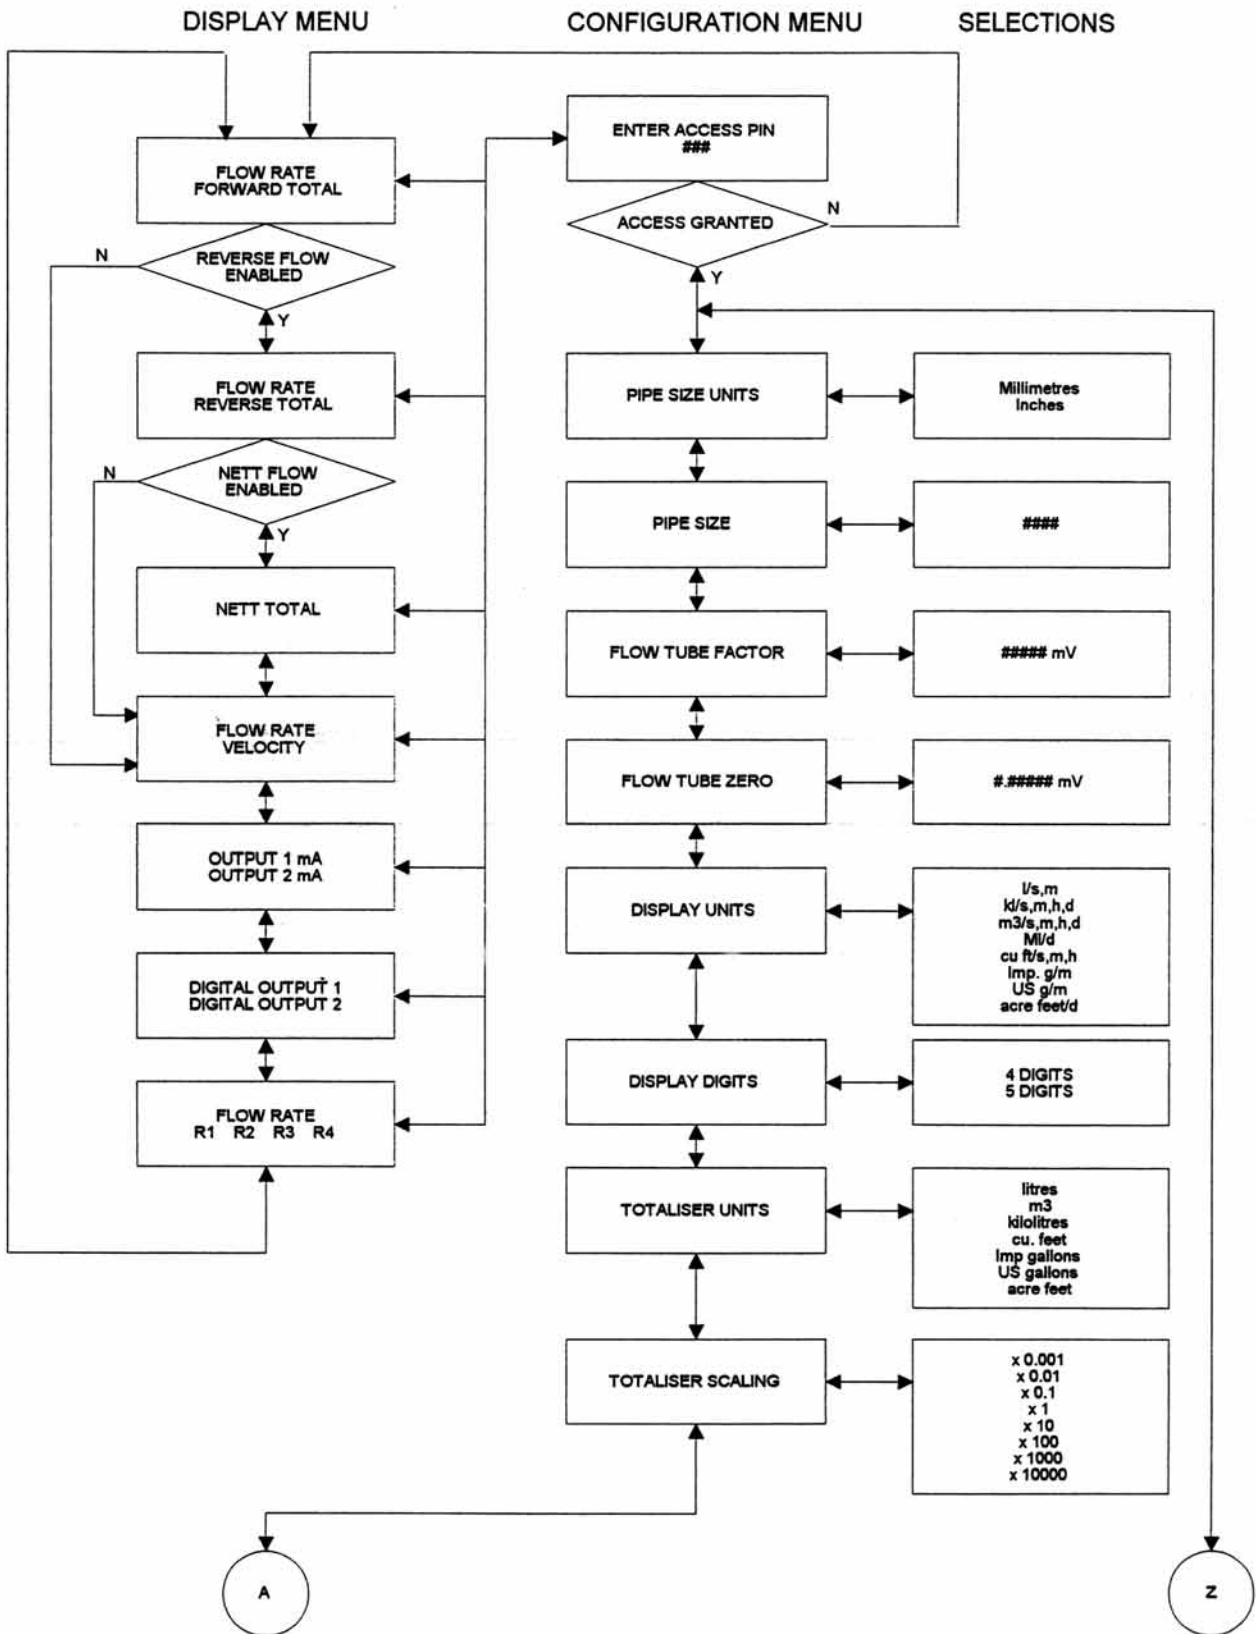 DISPLAY MENU
CONFIGURATION MENU
SELECTIONS
FLOW RATE
FORWARD TOTAL
N
REVERSE FLOW
ENABLED
Y
FLOW RATE
REVERSE TOTAL
N
NETT FLOW
ENABLED
Y
NETT TOTAL
FLOW RATE
VELOCITY
OUTPUT 1 mA
OUTPUT 2 mA
DIGITAL OUTPUT 1
DIGITAL OUTPUT 2
FLOW RATE
R1 R2 R3 R4
A
ENTER ACCESS PIN
###
ACCESS GRANTED
N
Y
PIPE SIZE UNITS
Millimetres
Inches
PIPE SIZE
####
FLOW TUBE FACTOR
##### mV
FLOW TUBE ZERO
#.##### mV
DISPLAY UNITS
l/s,m
kl/s,m,h,d
m3/s,m,h,d
Ml/d
cu ft/s,m,h
Imp. g/m
US g/m
acre feet/d
DISPLAY DIGITS
4 DIGITS
5 DIGITS
TOTALISER UNITS
litres
m3
kilolitres
cu. feet
Imp gallons
US gallons
acre feet
TOTALISER SCALING
x 0.001
x 0.01
x 0.1
x 1
x 10
x 100
x 1000
x 10000
Z